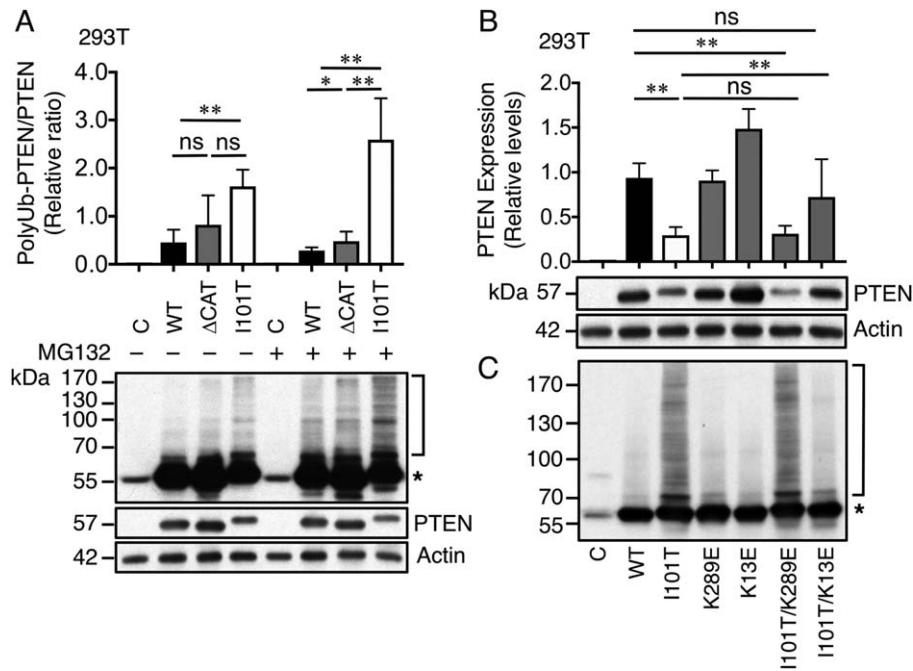 A
293T
PolyUb-PTEN/PTEN
(Relative ratio)
4.0
3.0
2.0
1.0
0.0
**
ns ns
**
* **
C WT ΔCAT I101T C WT ΔCAT I101T
MG132 – – – – + + + +
kDa
170
130
100
70
55
*
57 PTEN
42 Actin
B
293T
PTEN Expression
(Relative levels)
2.0
1.5
1.0
0.5
0.0
ns
**
**
** ns
kDa 57 PTEN
42 Actin
C
170
130
100
70
55
*
C WT I101T K289E K13E I101T/K289E I101T/K13E